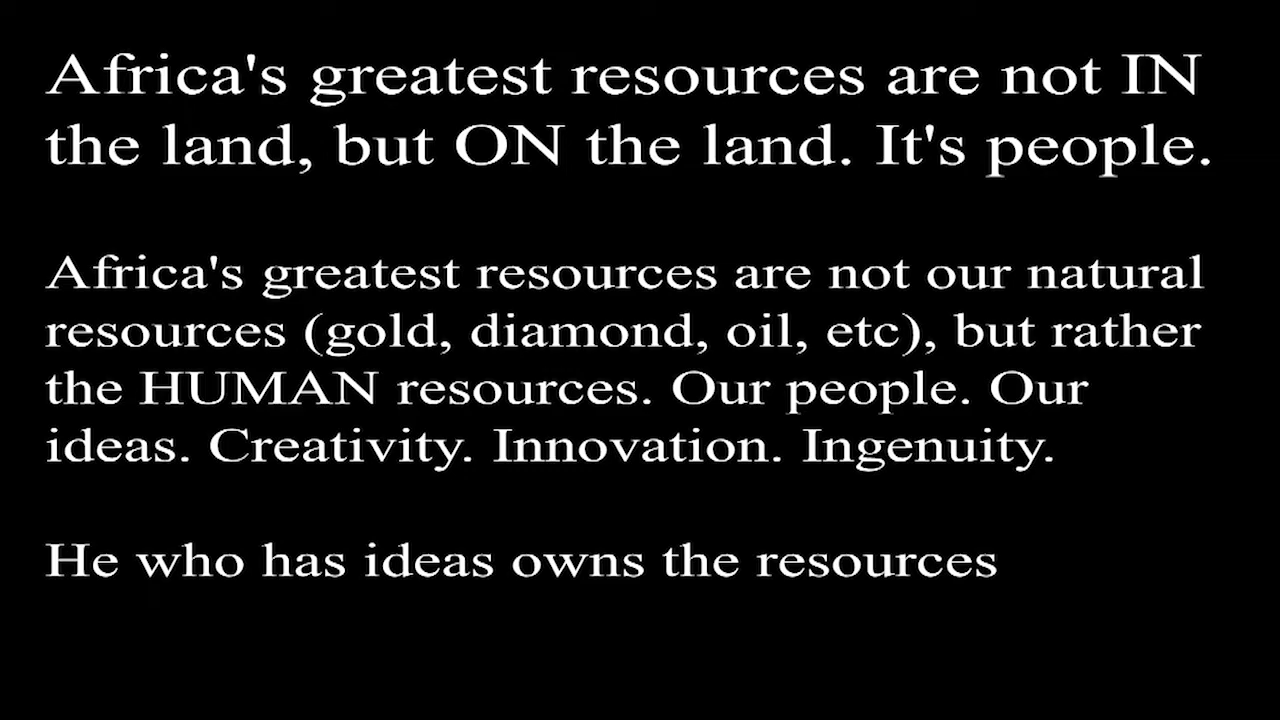 Africa's greatest resources are not IN
the land, but ON the land. It's people.
Africa's greatest resources are not our natural
resources (gold, diamond, oil, etc), but rather
the HUMAN resources. Our people. Our
ideas. Creativity. Innovation. Ingenuity.
He who has ideas owns the resources